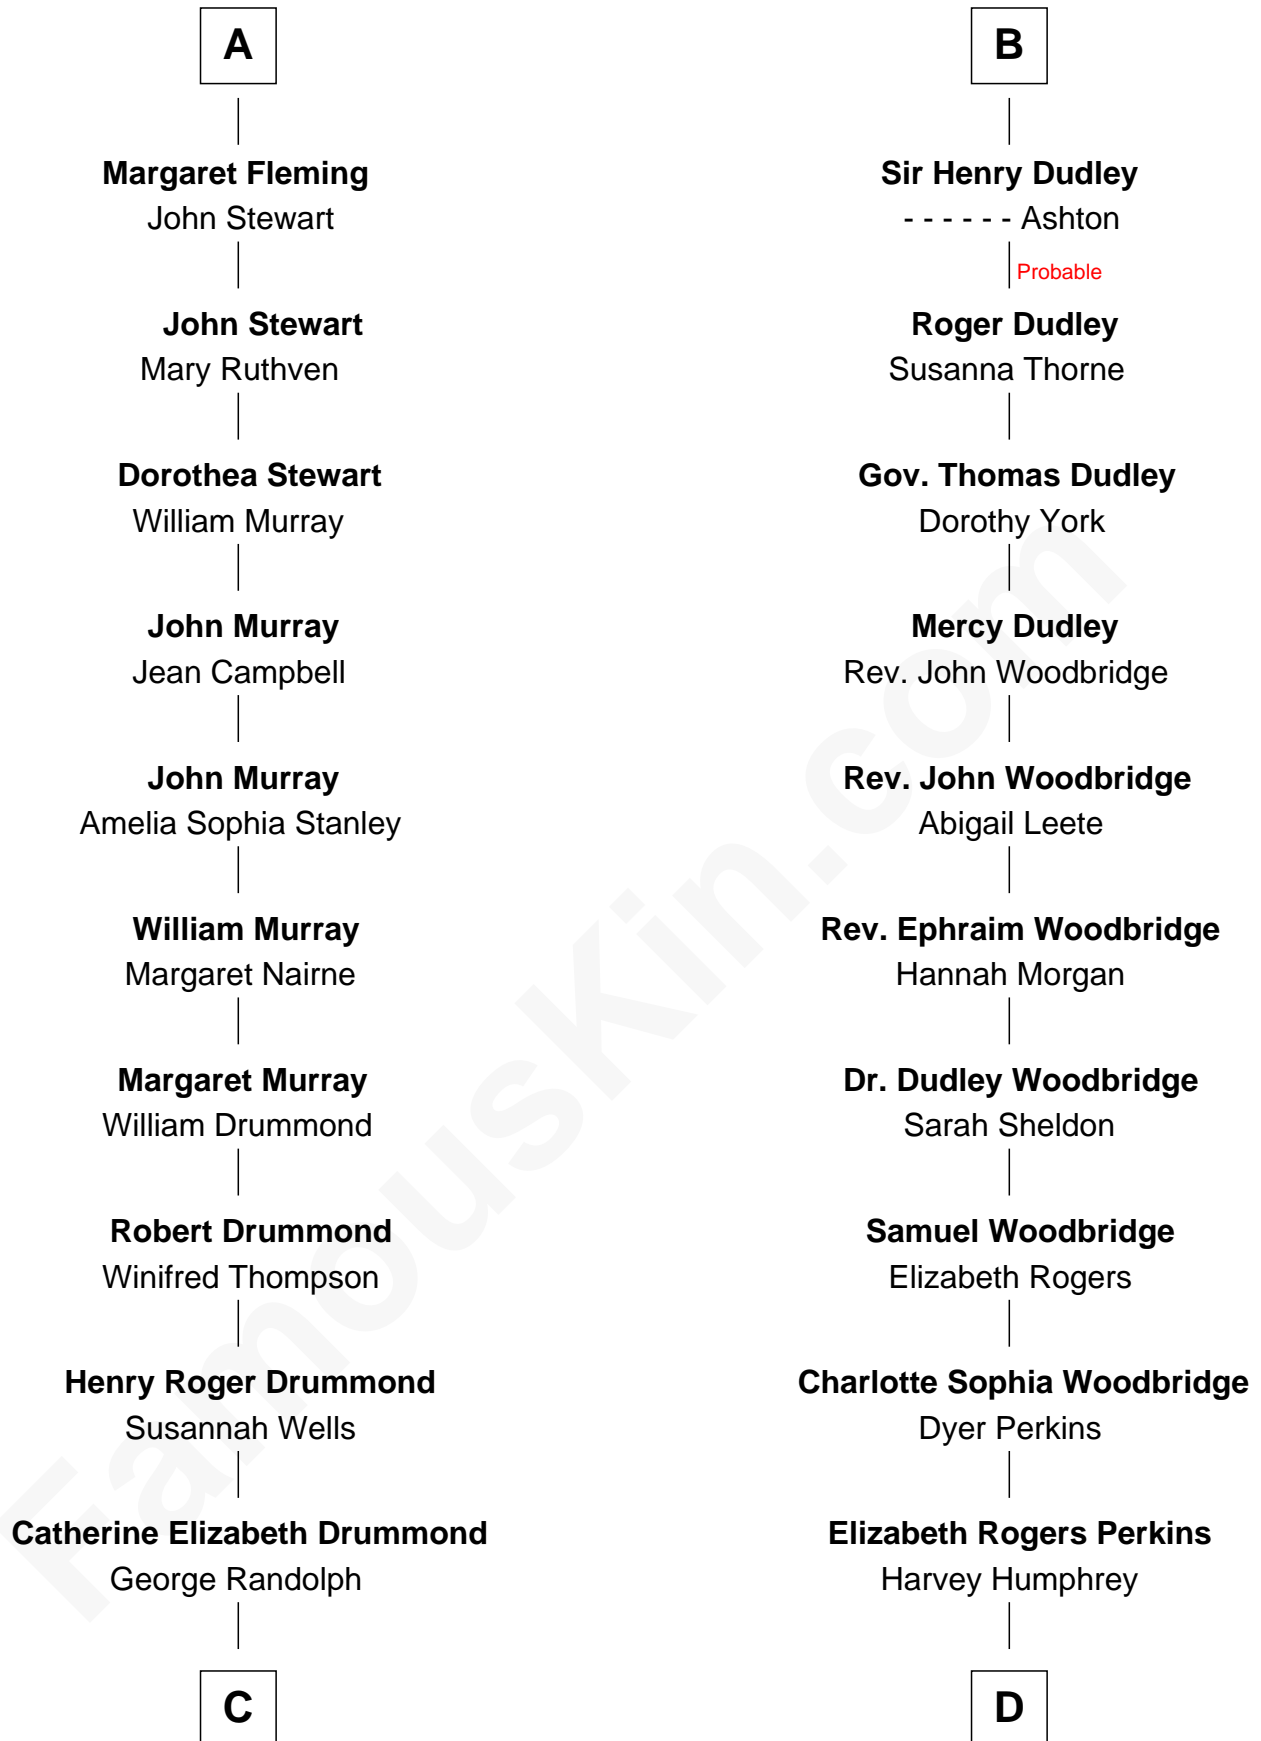 A
Margaret Fleming
John Stewart
John Stewart
Mary Ruthven
Dorothea Stewart
William Murray
John Murray
Jean Campbell
John Murray
Amelia Sophia Stanley
William Murray
Margaret Nairne
Margaret Murray
William Drummond
Robert Drummond
Winifred Thompson
Henry Roger Drummond
Susannah Wells
Catherine Elizabeth Drummond
George Randolph
C
B
Sir Henry Dudley
- - - - - - Ashton
Probable
Roger Dudley
Susanna Thorne
Gov. Thomas Dudley
Dorothy York
Mercy Dudley
Rev. John Woodbridge
Rev. John Woodbridge
Abigail Leete
Rev. Ephraim Woodbridge
Hannah Morgan
Dr. Dudley Woodbridge
Sarah Sheldon
Samuel Woodbridge
Elizabeth Rogers
Charlotte Sophia Woodbridge
Dyer Perkins
Elizabeth Rogers Perkins
Harvey Humphrey
D
FamousKin.com